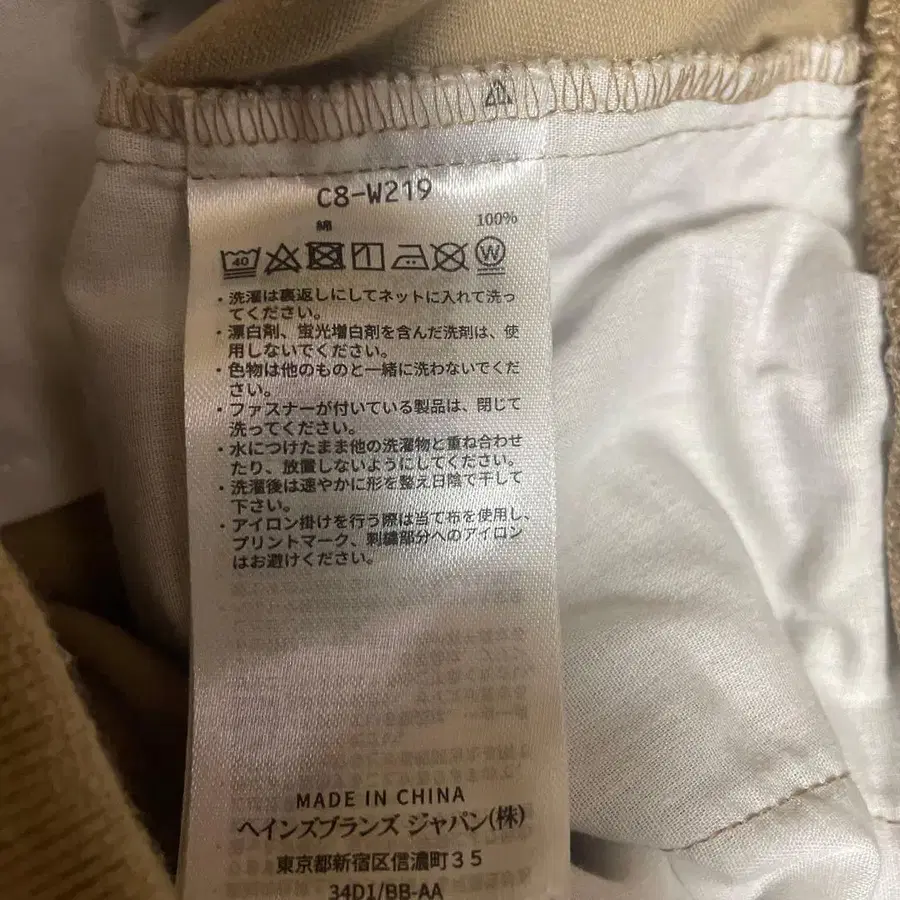 C8-W219
綿 100%
40 W
・洗濯は裏返しにしてネットに入れて洗っ
てください。
・漂白剤、蛍光増白剤を含んだ洗剤は、使
用しないでください。
・色物は他のものと一緒に洗わないでくだ
さい。
・ファスナーが付いている製品は、閉じて
洗ってください。
・水につけたまま他の洗濯物と重ね合わせ
たり、放置しないようにしてください。
・洗濯後は速やかに形を整え日陰で干して
下さい。
・アイロン掛けを行う際は当て布を使用し、
プリントマーク、刺繍部分へのアイロン
はお避けください。
MADE IN CHINA
ヘインズブランズ ジャパン(株)
東京都新宿区信濃町35
34D1/BB-AA